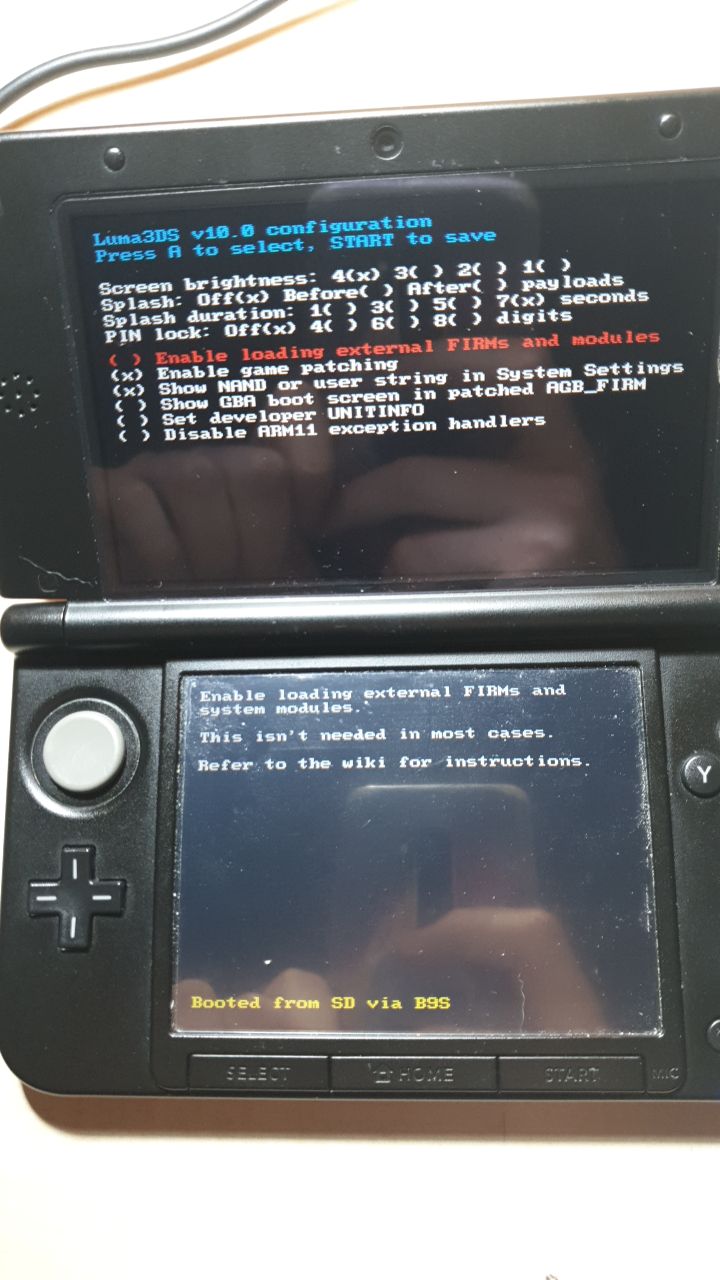 Luma3DS v10.0 configuration
Press A to select, START to save
Screen brightness: 4(x) 3( ) 2( ) 1( )
Splash: Off(x) Before( ) After( ) payloads
Splash duration: 1( ) 3( ) 5( ) 7(x) seconds
PIN lock: Off(x) 4( ) 6( ) 8( ) digits
( ) Enable loading external FIRMs and modules
(x) Enable game patching
(x) Show NAND or user string in System Settings
( ) Show GBA boot screen in patched AGB_FIRM
( ) Set developer UNITINFO
( ) Disable ARM11 exception handlers
Enable loading external FIRMs and
system modules.
This isn't needed in most cases.
Refer to the wiki for instructions.
Y
Booted from SD via B9S
SELECT HOME START MIC